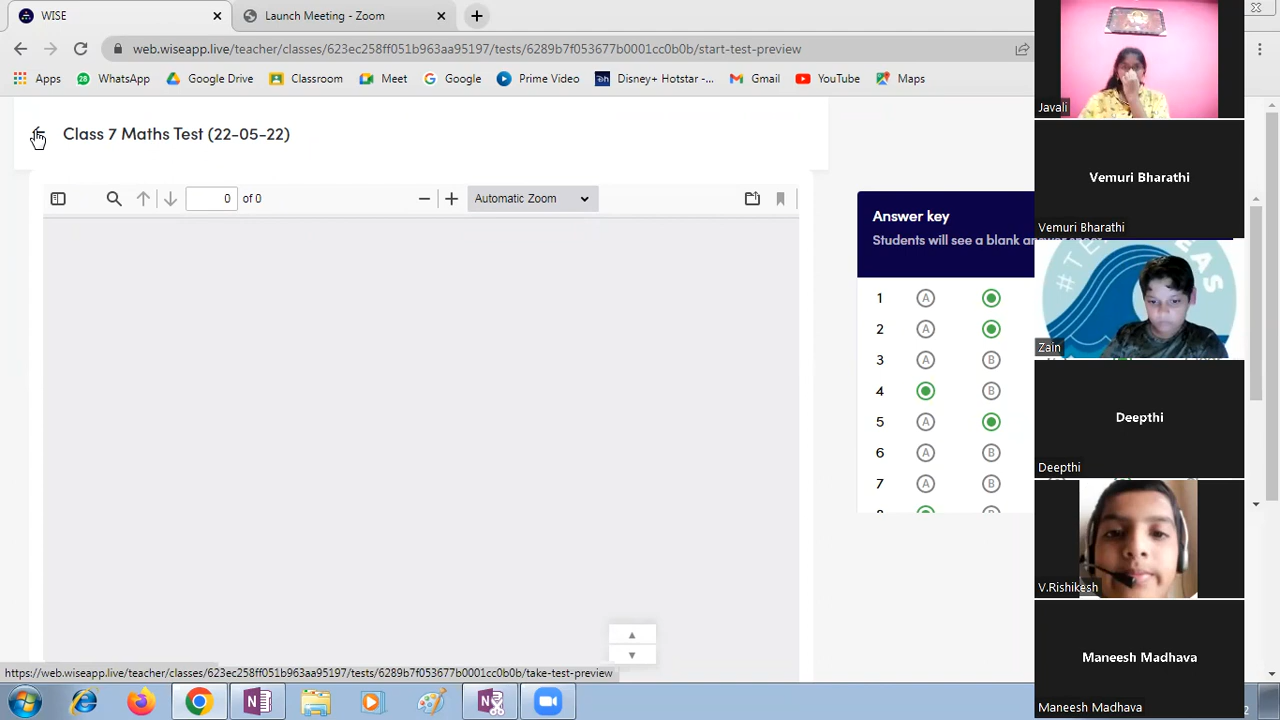 WISE
Launch Meeting - Zoom
web.wiseapp.live/teacher/classes/623ec258ff051b963aa95197/tests/6289b7f053677b0001cc0b0b/start-test-preview
Apps
28
WhatsApp
Google Drive
Classroom
Meet
Google
Prime Video
Disney+ Hotstar -...
Gmail
YouTube
Maps
Class 7 Maths Test (22-05-22)
0 of 0
Automatic Zoom
Answer key
Students will see a blank
1 A
2 A
3 A B
4 B
5 A
6 A B
7 A B
Javali
Vemuri Bharathi
Vemuri Bharathi
#TE
EAS
Zain
Deepthi
Deepthi
V.Rishikesh
Maneesh Madhava
Maneesh Madhava
https://web.wiseapp.live/teacher/classes/623ec258ff051b963aa95197/tests/6289b7f053677b0001cc0b0b/take-test-preview